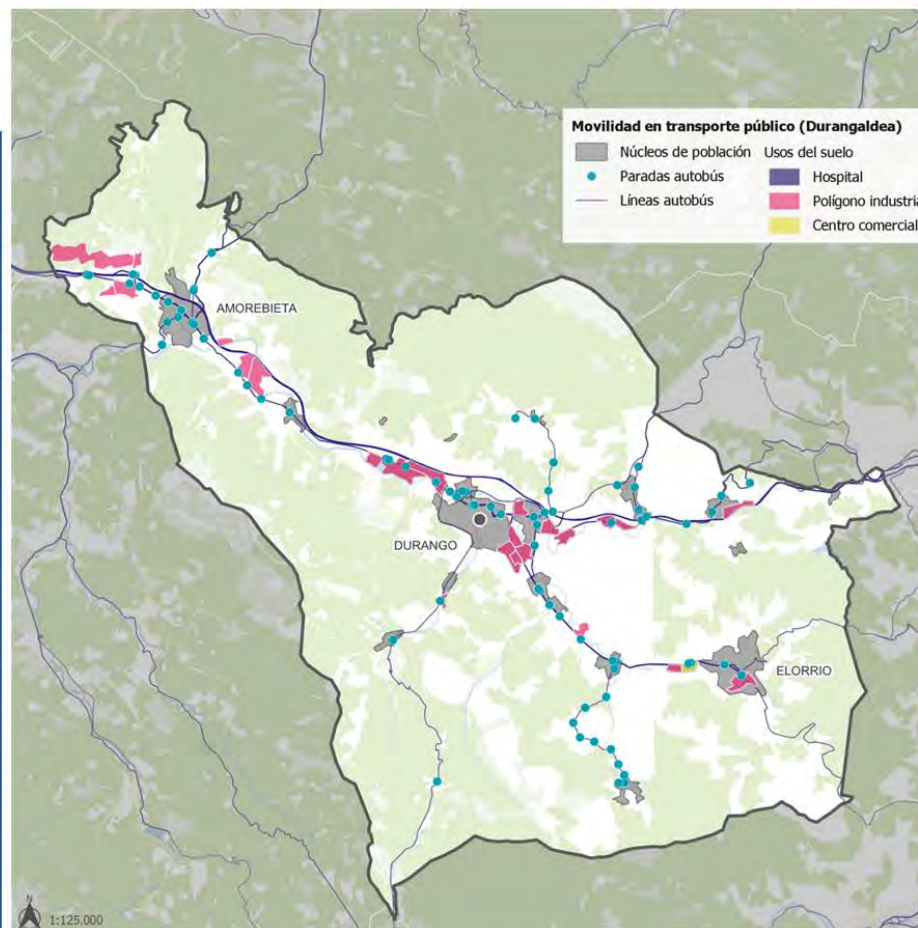 Movilidad en transporte público (Durangaldea)
Núcleos de población Usos del suelo
Paradas autobús Hospital
Líneas autobús Polígono industria
Centro comercial
AMOREBIETA
DURANGO
ELORRIO
N
1:125.000